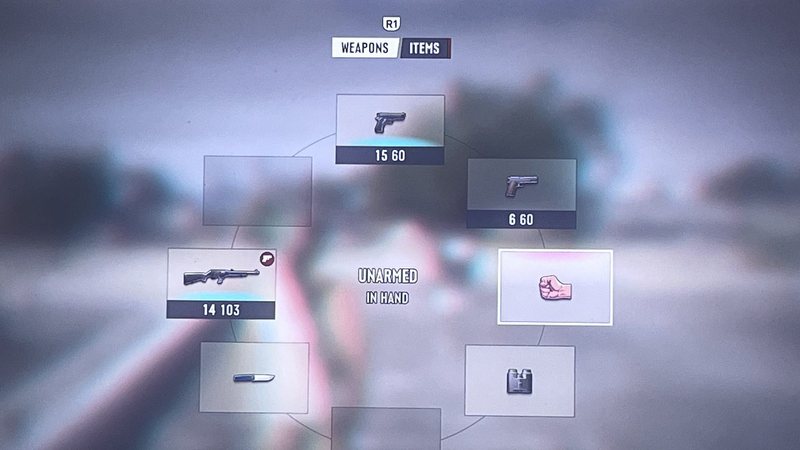 R1
WEAPONS ITEMS
15 60
6 60
UNARMED
IN HAND
14 103